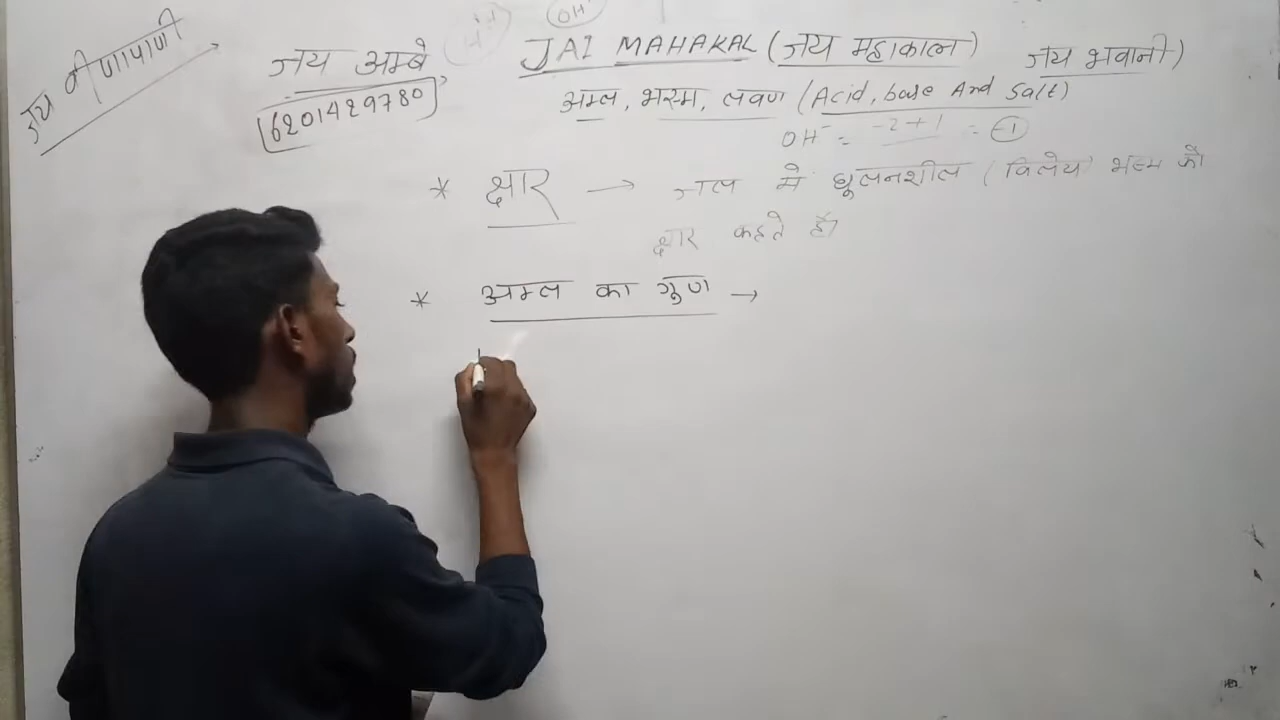 जय वीणापाणी
जय अम्बे
6201429780
OH⁻
H⁺
JAI MAHAKAL (जय महाकाल) जय भवानी)
अम्ल, भस्म, लवण (Acid, base And Salt)
OH⁻ = -2+1 = -1
* क्षार → जल में घूलनशील (विलेय) भस्म को
क्षार कहते हैं
* अम्ल का गुण →